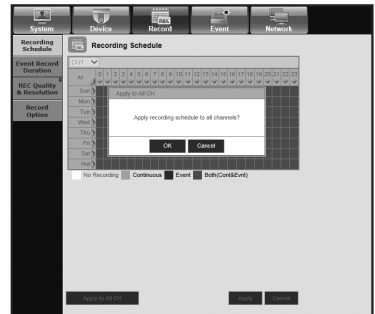 System Device Record Event Network
Recording Schedule
Event Record Duration
REC Quality & Resolution
Record Option
REC Recording Schedule
CH1
All 0 1 2 3 4 5 6 7 8 9 10 11 12 13 14 15 16 17 18 19 20 21 22 23
Sun
Mon
Tue
Wed
Thu
Fri
Sat
Hol
Apply to All CH
Apply recording schedule to all channels?
OK Cancel
No Recording Continuous Event Both(Cont&Evnt)
Apply to All CH Apply Cancel